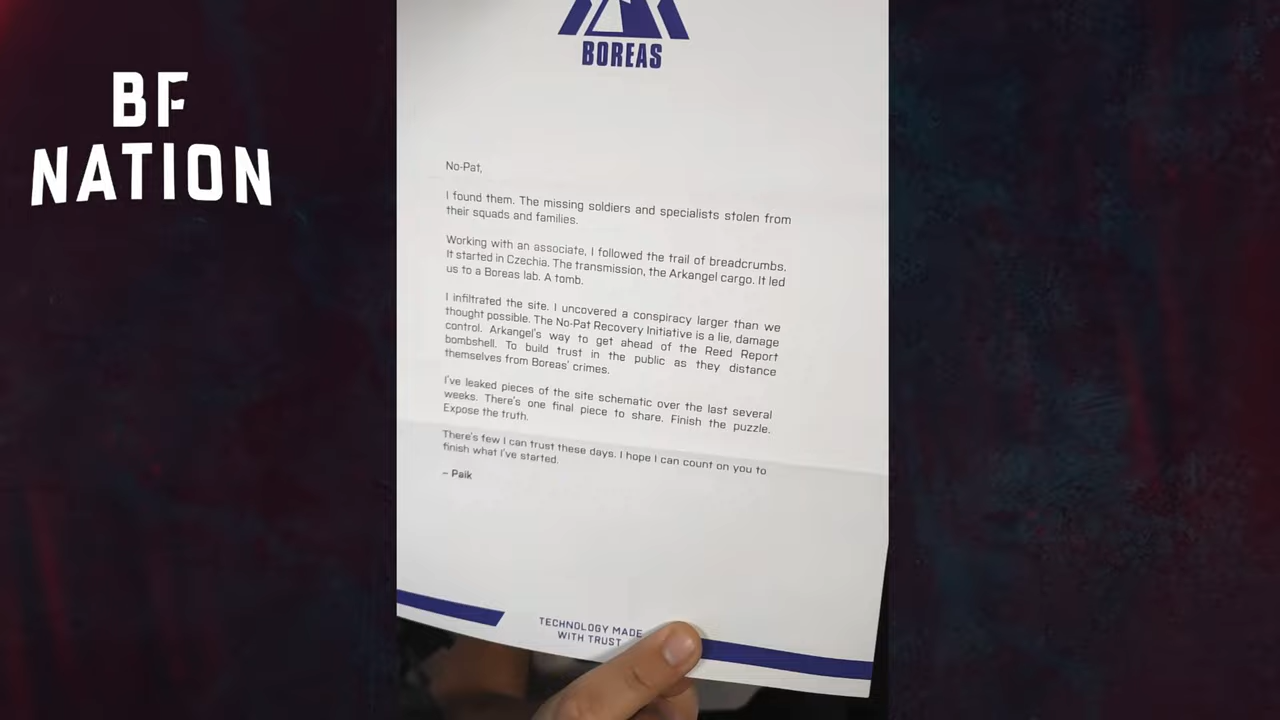 BF
NATION
BOREAS
No-Pat,
I found them. The missing soldiers and specialists stolen from
their squads and families.
Working with an associate, I followed the trail of breadcrumbs.
It started in Czechia. The transmission, the Arkangel cargo. It led
us to a Boreas lab. A tomb.
I infiltrated the site. I uncovered a conspiracy larger than we
thought possible. The No-Pat Recovery Initiative is a lie, damage
control. Arkangel's way to get ahead of the Reed Report
bombshell. To build trust in the public as they distance
themselves from Boreas' crimes.
I've leaked pieces of the site schematic over the last several
weeks. There's one final piece to share. Finish the puzzle.
Expose the truth.
There's few I can trust these days. I hope I can count on you to
finish what I've started.
– Paik
TECHNOLOGY MADE
WITH TRUST